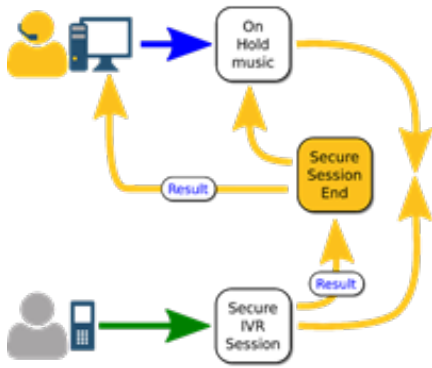 On
Hold
music
Secure
Session
End
Result
Result
Secure
IVR
Session